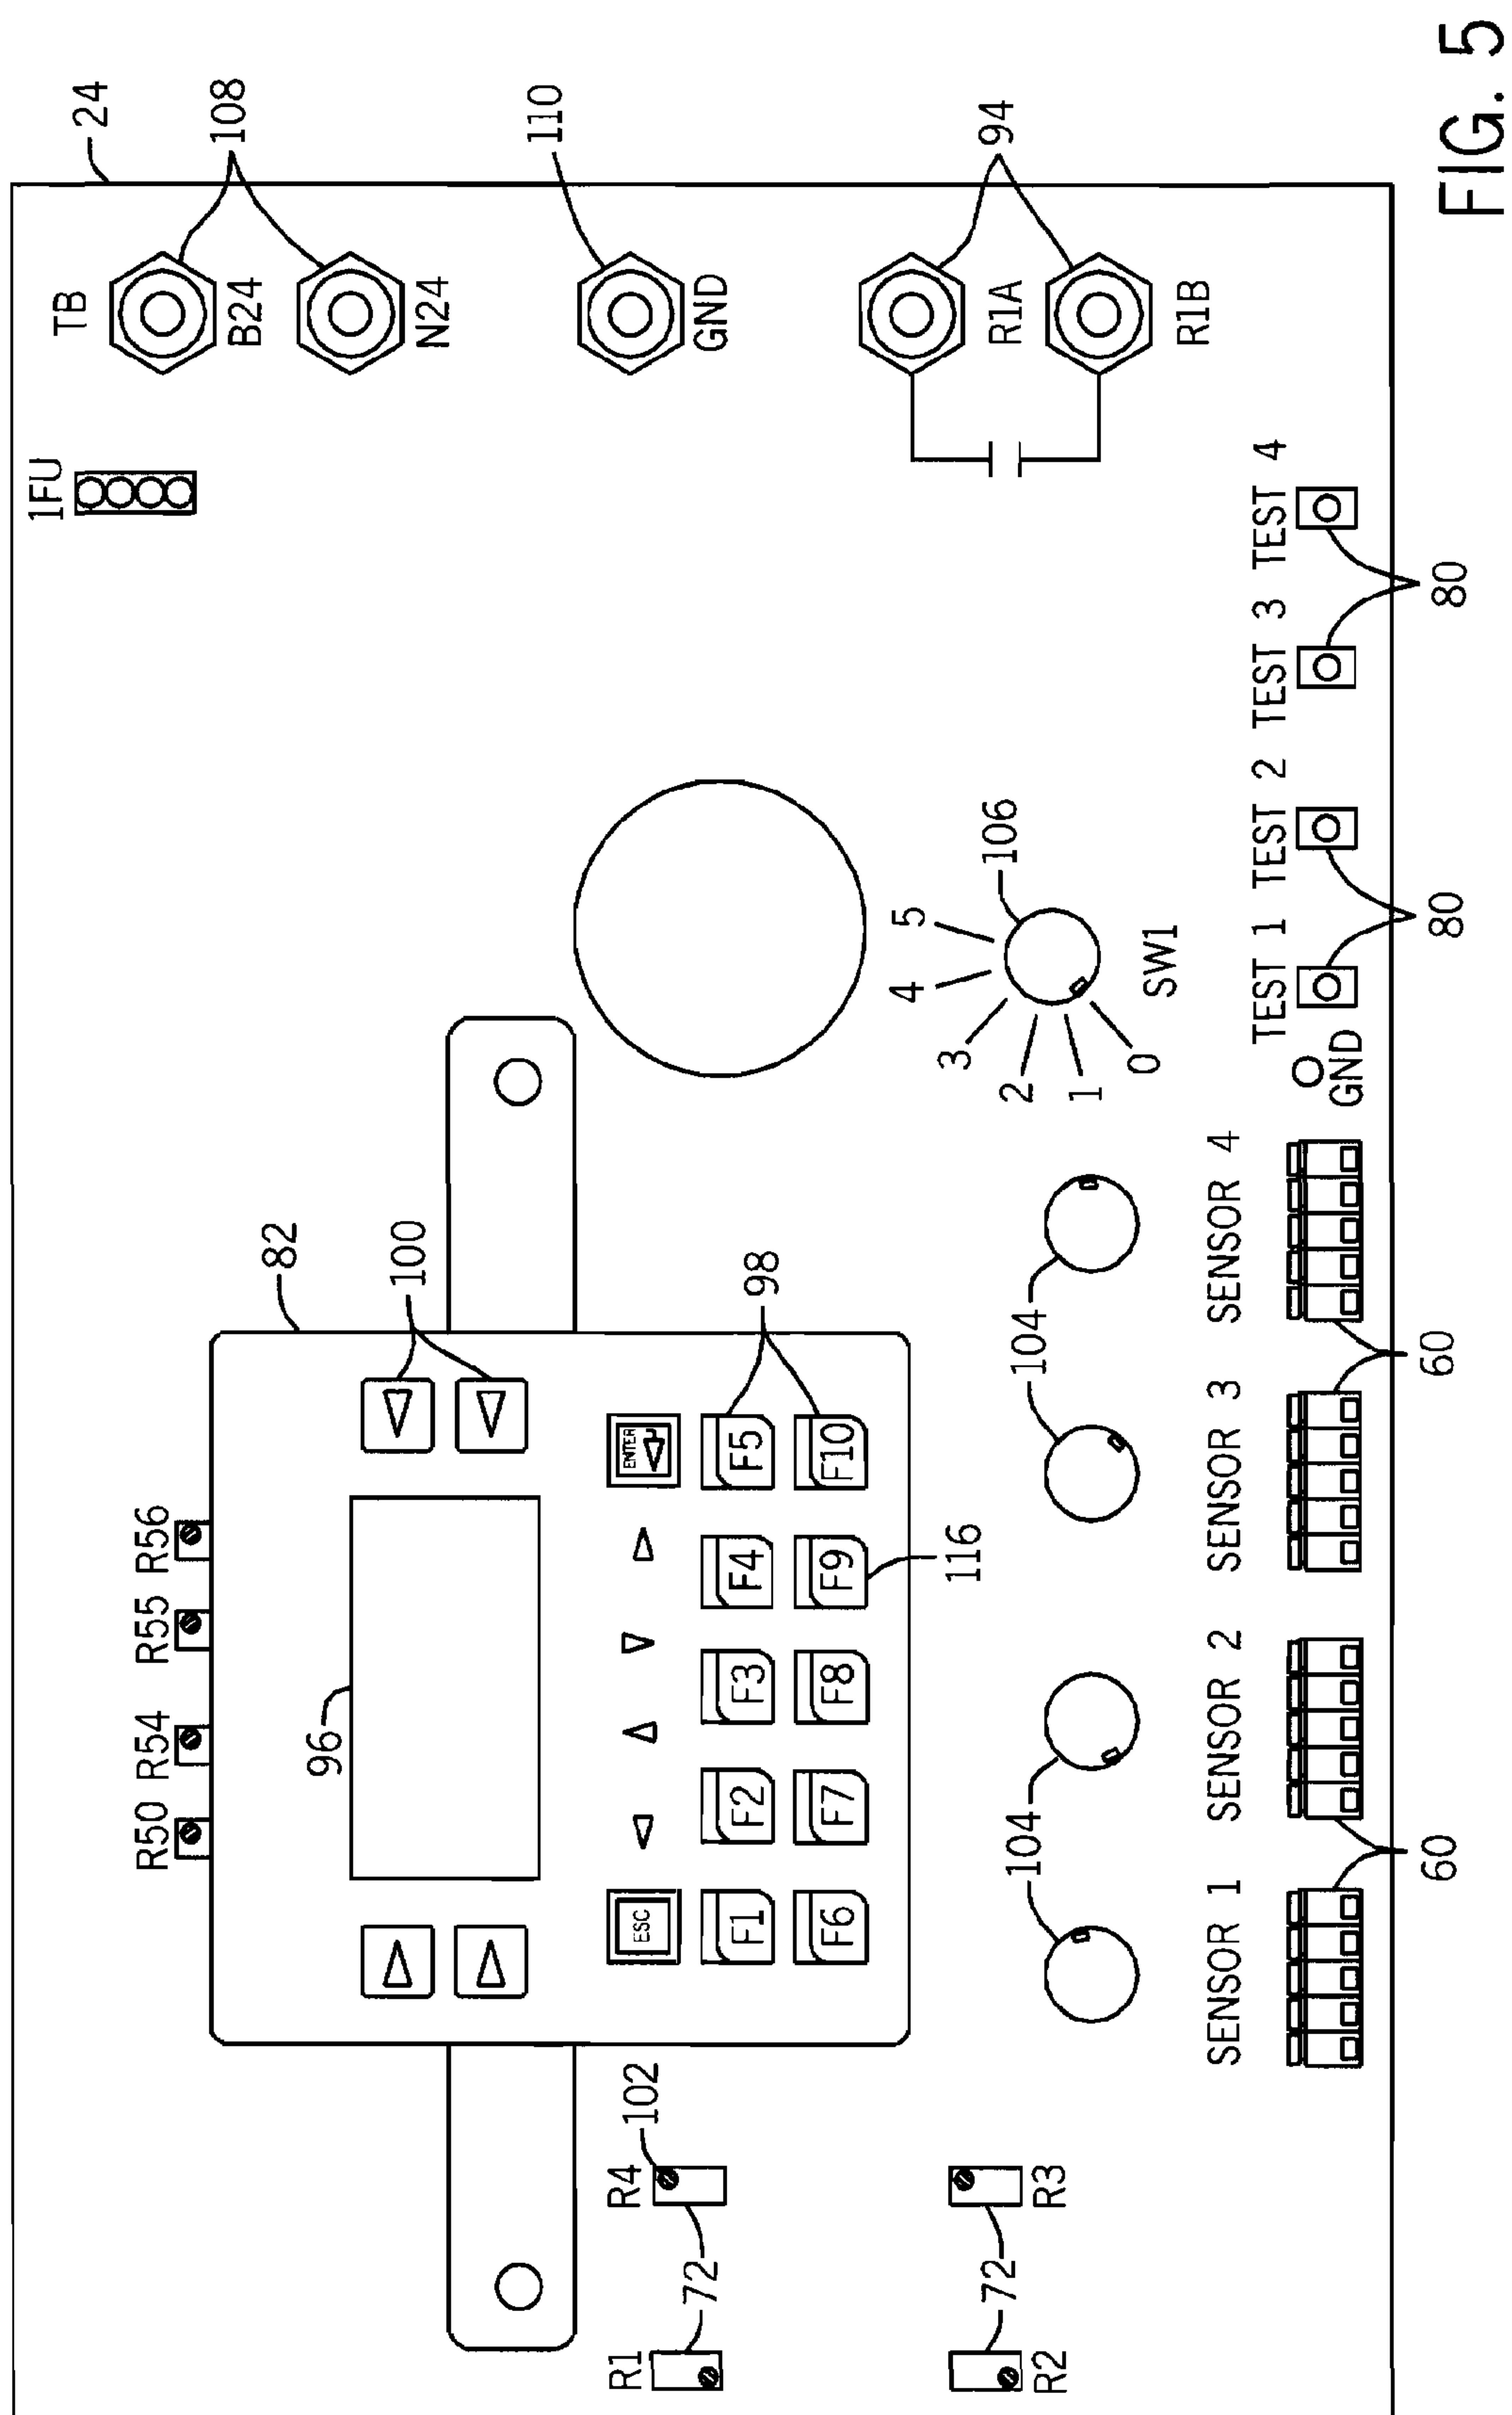 24
108
110
94
TB
B24
N24
GND
R1A
R1B
1FU
R50
R54
R55
R56
82
100
96
ESC
ENTER
F1
F2
F3
F4
F5
F6
F7
F8
F9
F10
98
116
R1
R4
102
72
R2
R3
72
104
104
0
1
2
3
4
5
106
SW1
SENSOR 1
SENSOR 2
SENSOR 3
SENSOR 4
60
60
GND
TEST 1
TEST 2
TEST 3
TEST 4
80
80
FIG. 5